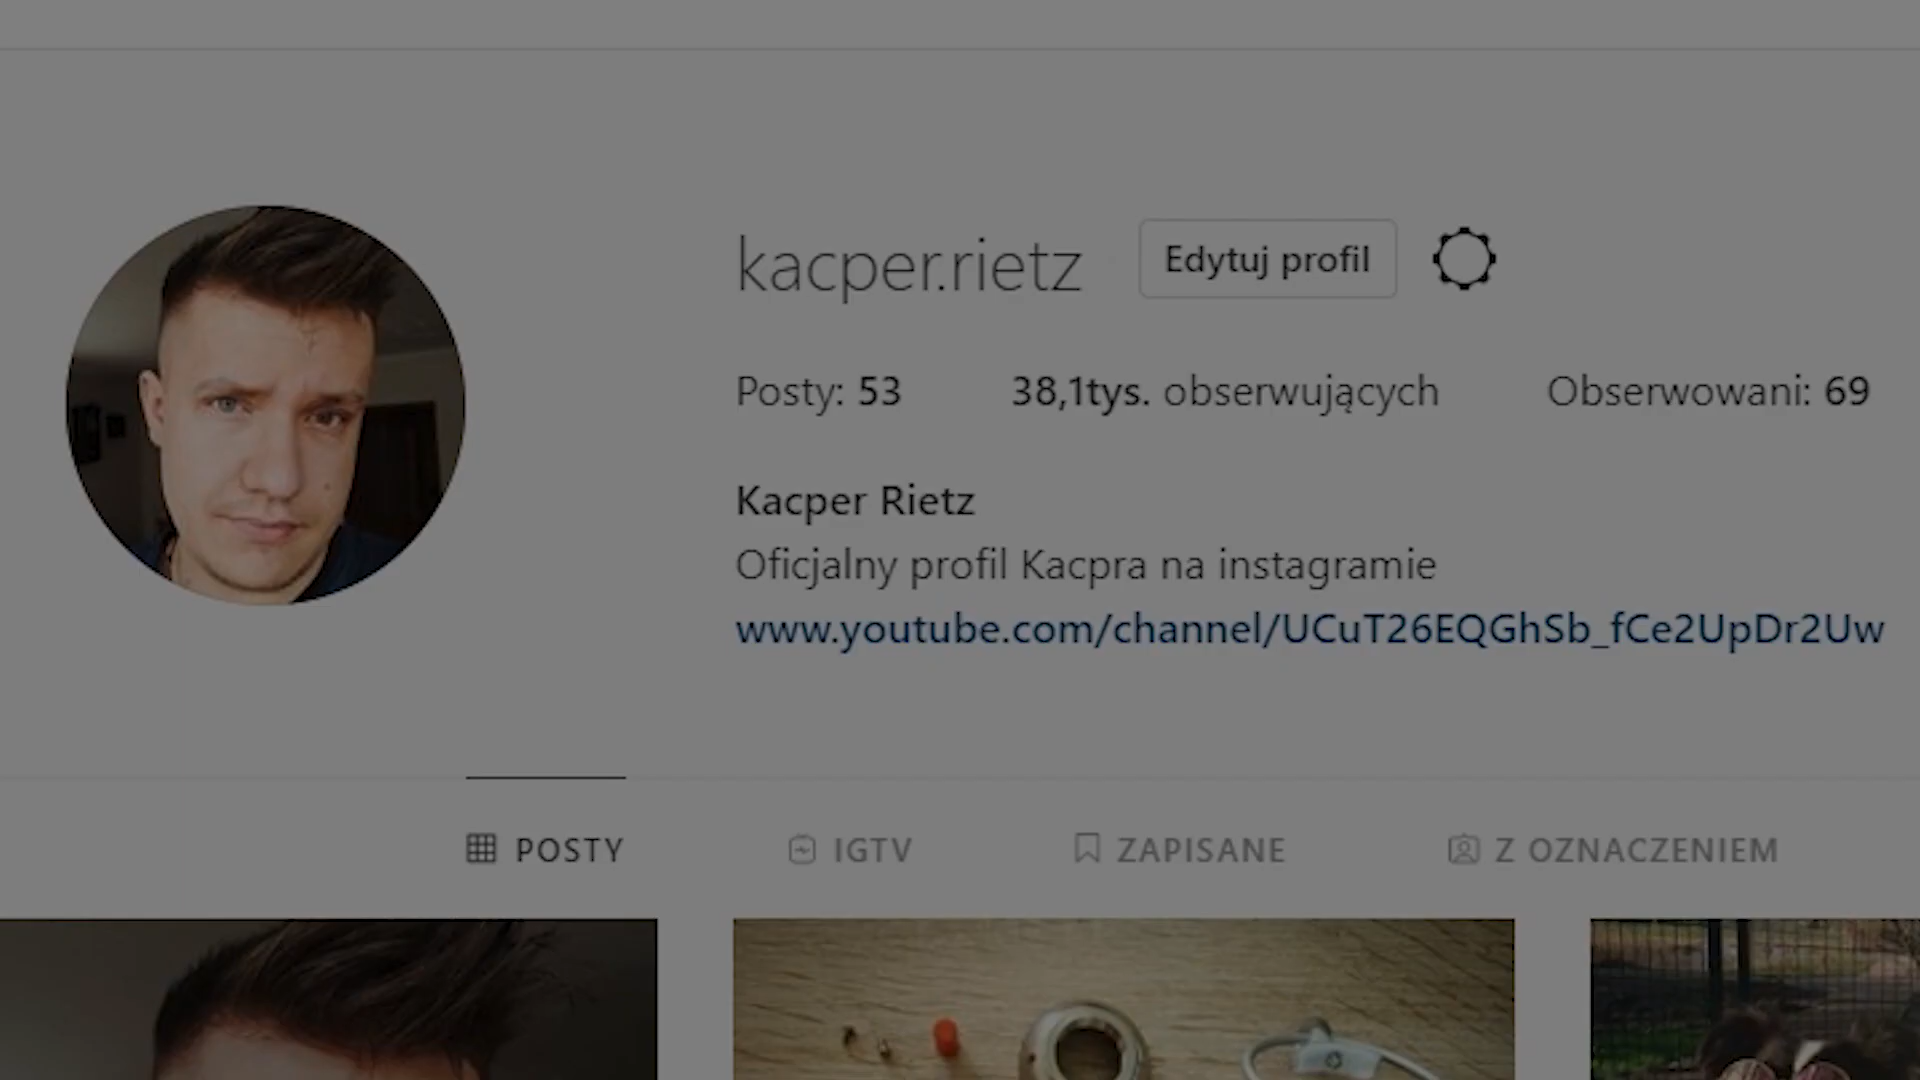 kacper.rietz Edytuj profil
Posty: 53 38,1tys. obserwujących Obserwowani: 69
Kacper Rietz
Oficjalny profil Kacpra na instagramie
www.youtube.com/channel/UCuT26EQGhSb_fCe2UpDr2Uw
POSTY IGTV ZAPISANE Z OZNACZENIEM